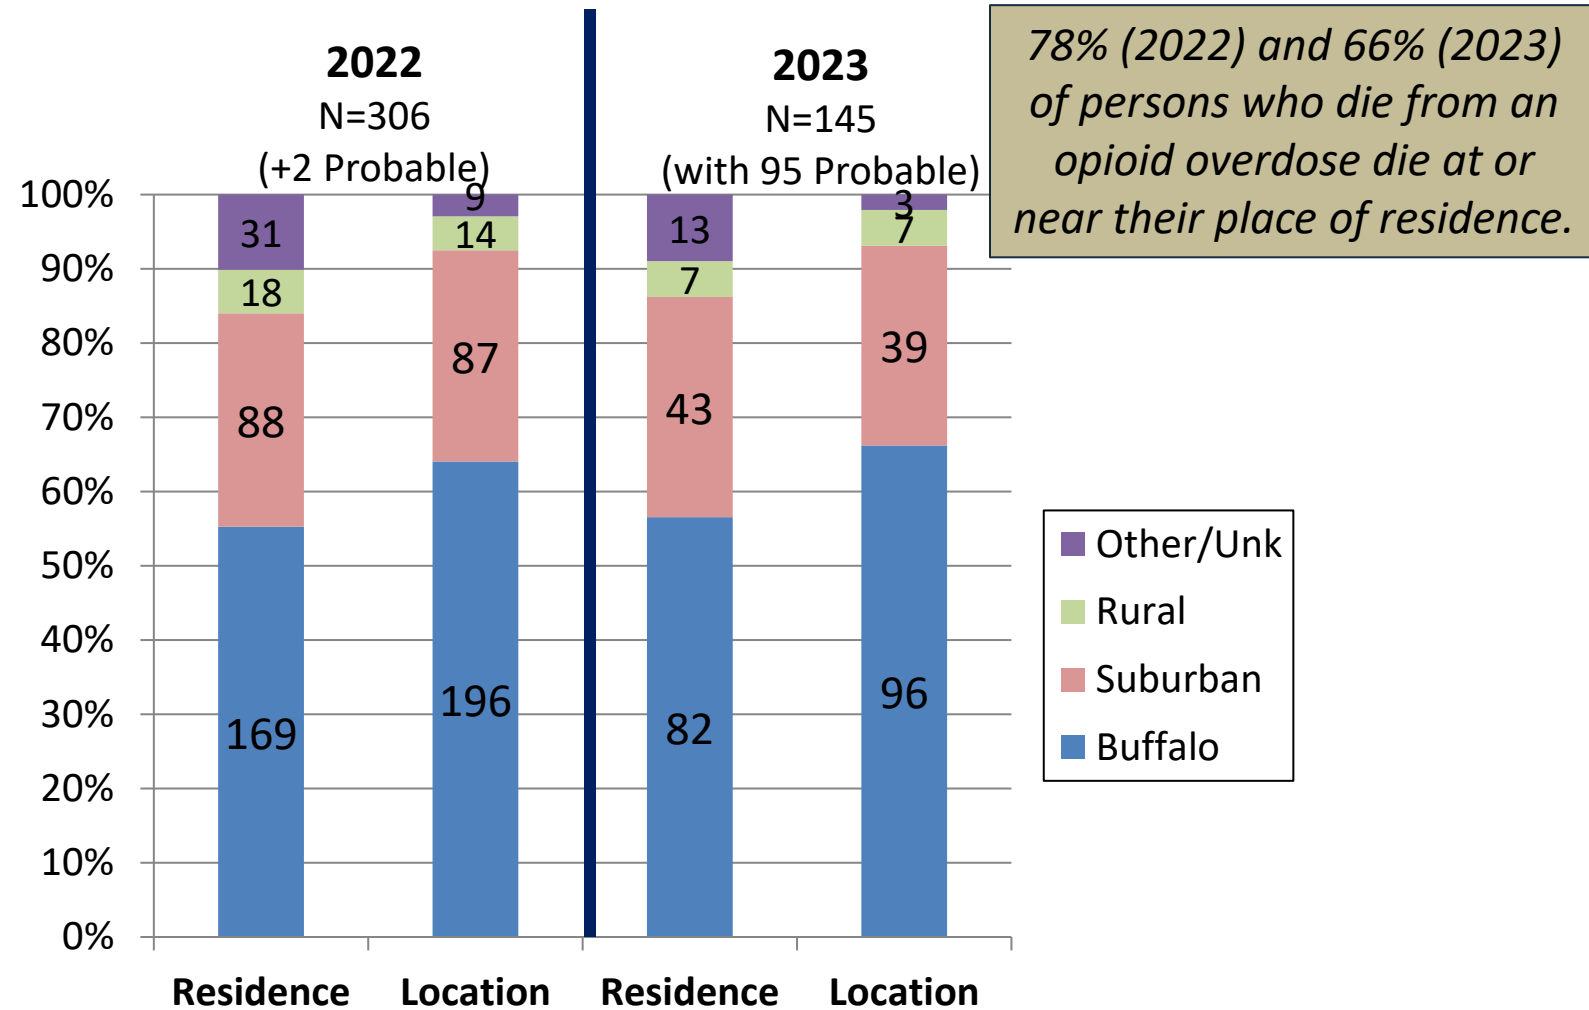 2022
N=306
(+2 Probable)
2023
N=145
(with 95 Probable)
78% (2022) and 66% (2023)
of persons who die from an
opioid overdose die at or
near their place of residence.
100%
90%
80%
70%
60%
50%
40%
30%
20%
10%
0%
31
18
88
169
9
14
87
196
13
7
43
82
3
7
39
96
Residence
Location
Residence
Location
Other/Unk
Rural
Suburban
Buffalo